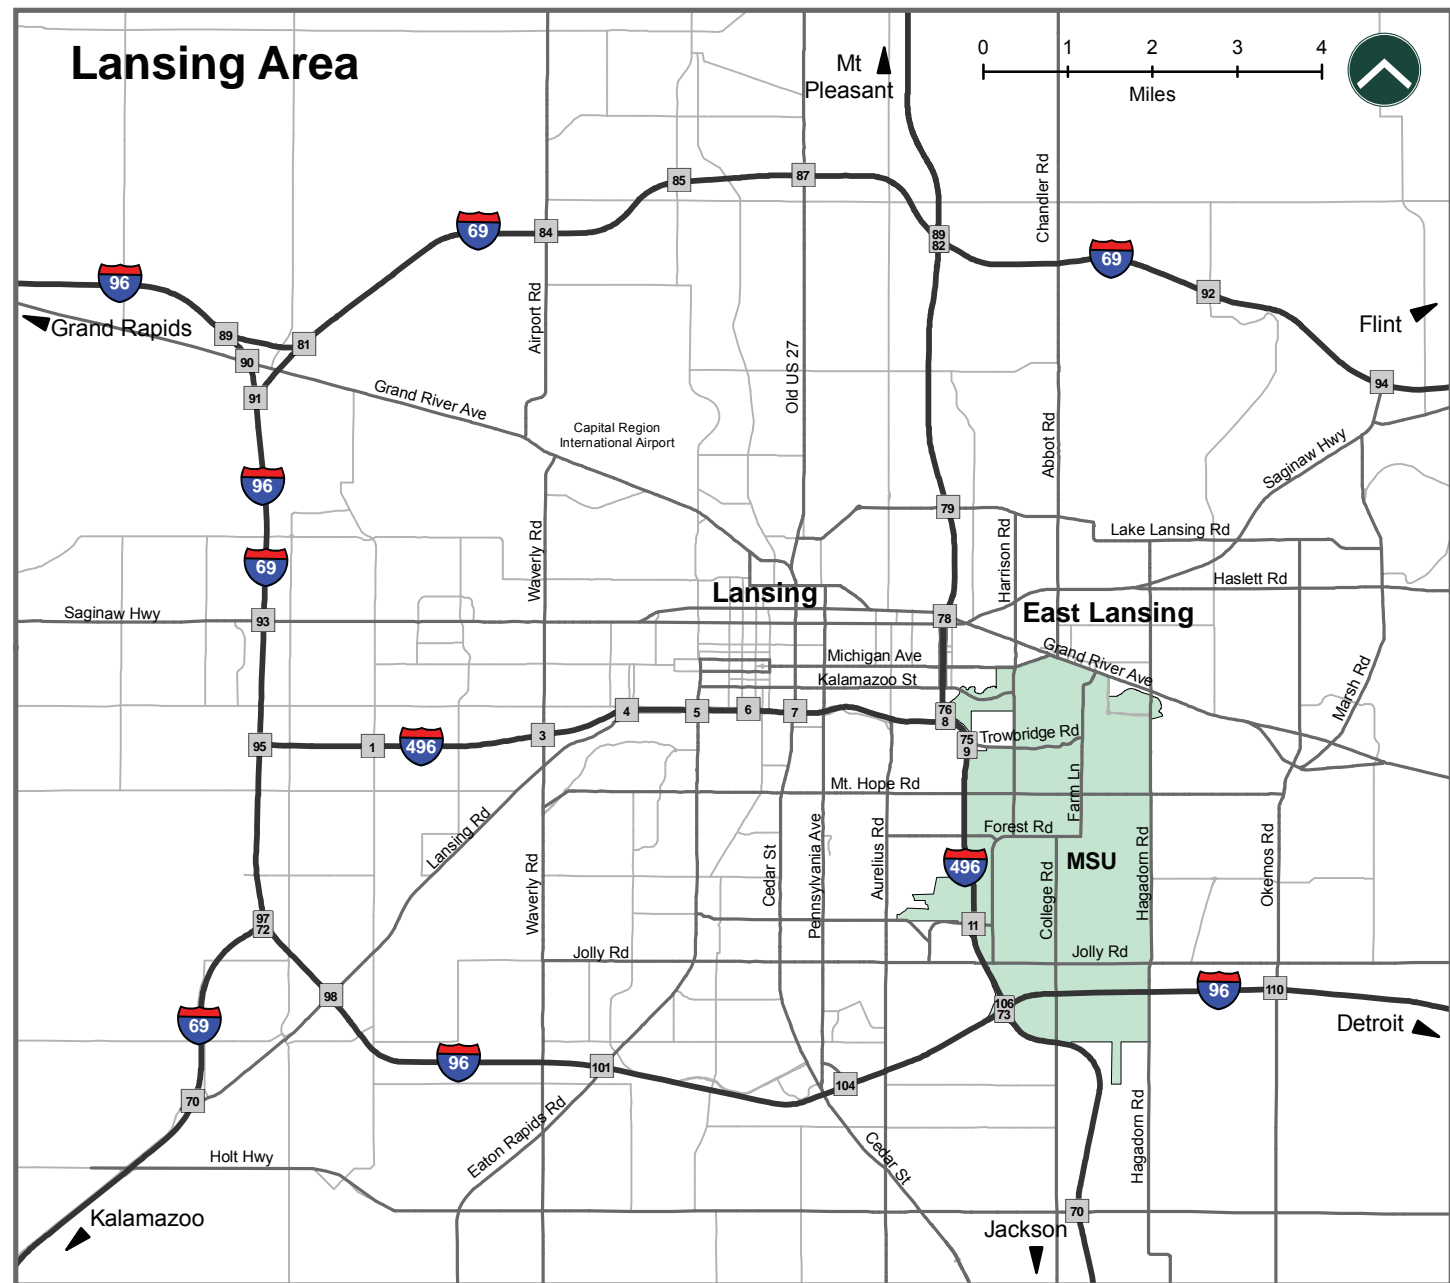 Lansing Area
Mt
Pleasant
0 1 2 3 4
Miles
Chandler Rd
85
87
69
84
89
82
69
96
92
Airport Rd
Grand Rapids
89
81
90
91
Flint
94
Old US 27
Grand River Ave
Capital Region
International Airport
Abbot Rd
Saginaw Hwy
96
79
Lake Lansing Rd
Waverly Rd
Harrison Rd
69
Haslett Rd
Lansing
East Lansing
Saginaw Hwy
93
78
Michigan Ave
Grand River Ave
Kalamazoo St
Marsh Rd
4
5
6
7
76
8
95
1
496
3
75
9
Trowbridge Rd
Mt. Hope Rd
Farm Ln
Lansing Rd
Forest Rd
Pennsylvania Ave
Aurelius Rd
Cedar St
Waverly Rd
496
MSU
College Rd
Hagadorn Rd
Okemos Rd
97
72
11
Jolly Rd
Jolly Rd
98
106
73
96
110
69
Detroit
96
101
104
70
Eaton Rapids Rd
Cedar St
Hagadorn Rd
Holt Hwy
Kalamazoo
70
Jackson